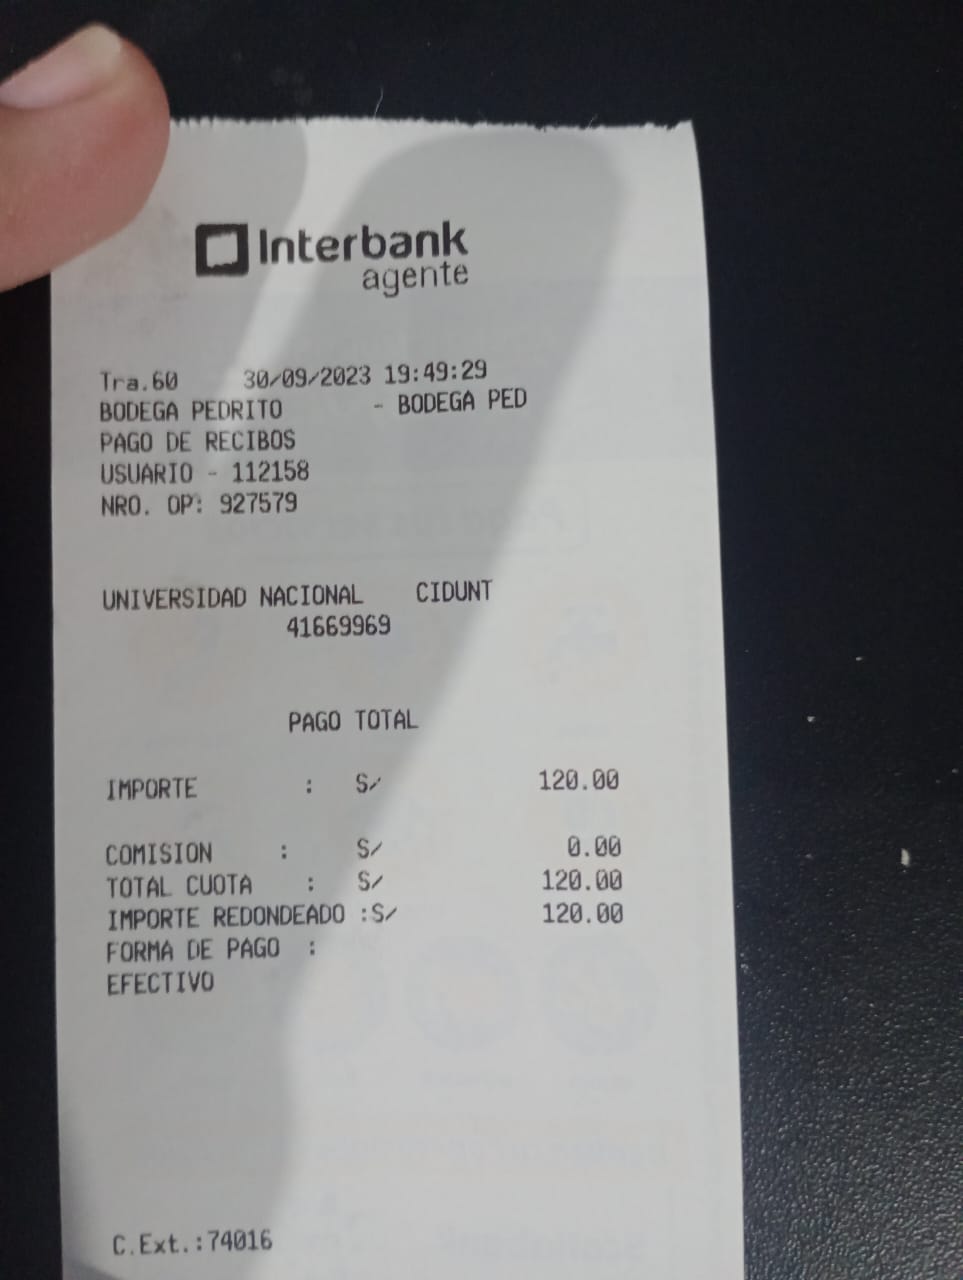 Interbank
agente
Tra.60 30/09/2023 19:49:29
BODEGA PEDRITO - BODEGA PED
PAGO DE RECIBOS
USUARIO - 112158
NRO. OP: 927579
UNIVERSIDAD NACIONAL CIDUNT
41669969
PAGO TOTAL
IMPORTE : S/ 120.00
COMISION : S/ 0.00
TOTAL CUOTA : S/ 120.00
IMPORTE REDONDEADO :S/ 120.00
FORMA DE PAGO :
EFECTIVO
C.Ext.:74016